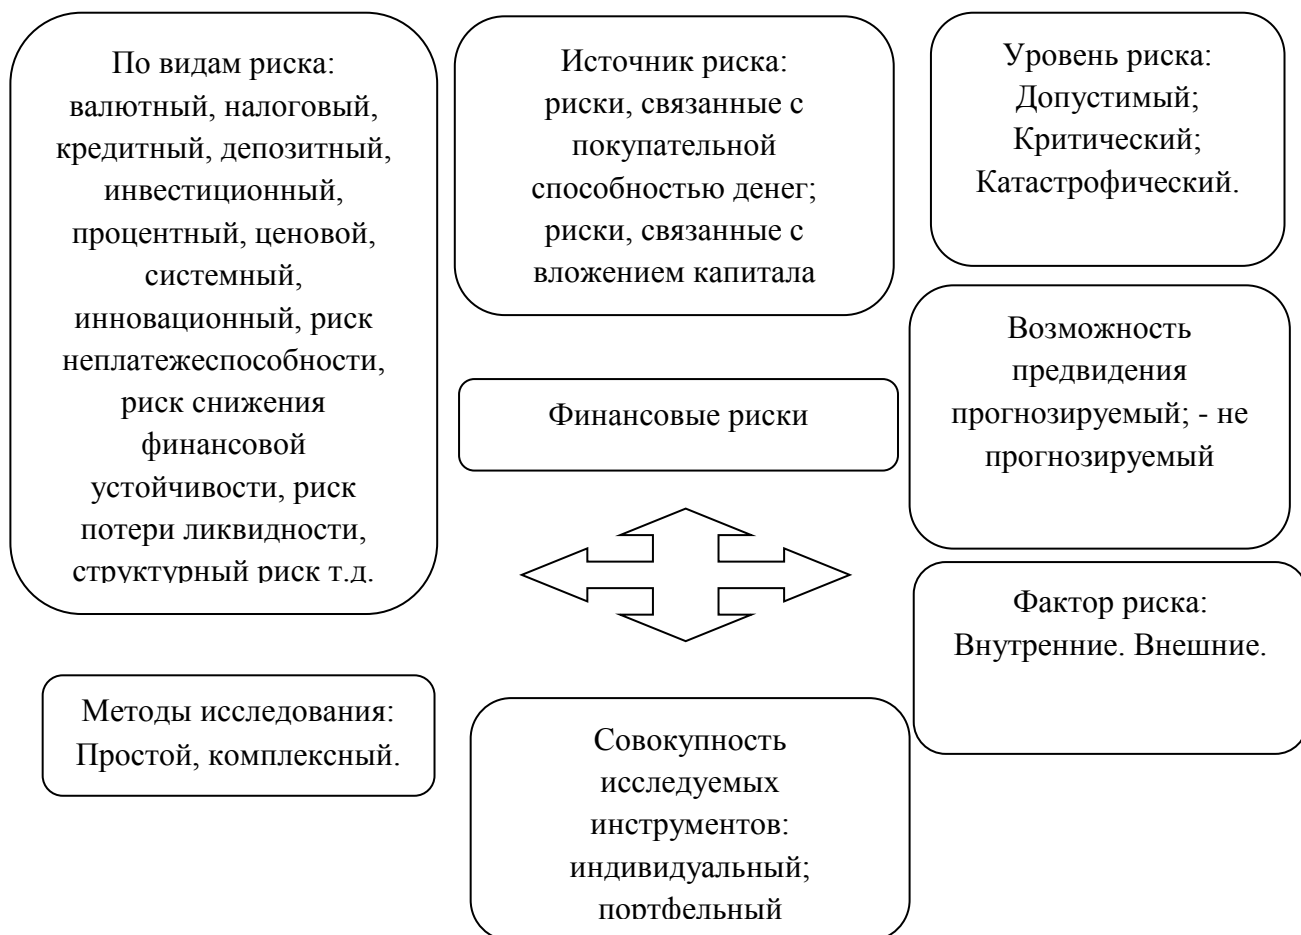 По видам риска:
валютный, налоговый,
кредитный, депозитный,
инвестиционный,
процентный, ценовой,
системный,
инновационный, риск
неплатежеспособности,
риск снижения
финансовой
устойчивости, риск
потери ликвидности,
структурный риск т.д.
Источник риска:
риски, связанные с
покупательной
способностью денег;
риски, связанные с
вложением капитала
Уровень риска:
Допустимый;
Критический;
Катастрофический.
Финансовые риски
Возможность
предвидения
прогнозируемый; - не
прогнозируемый
Фактор риска:
Внутренние. Внешние.
Методы исследования:
Простой, комплексный.
Совокупность
исследуемых
инструментов:
индивидуальный;
портфельный